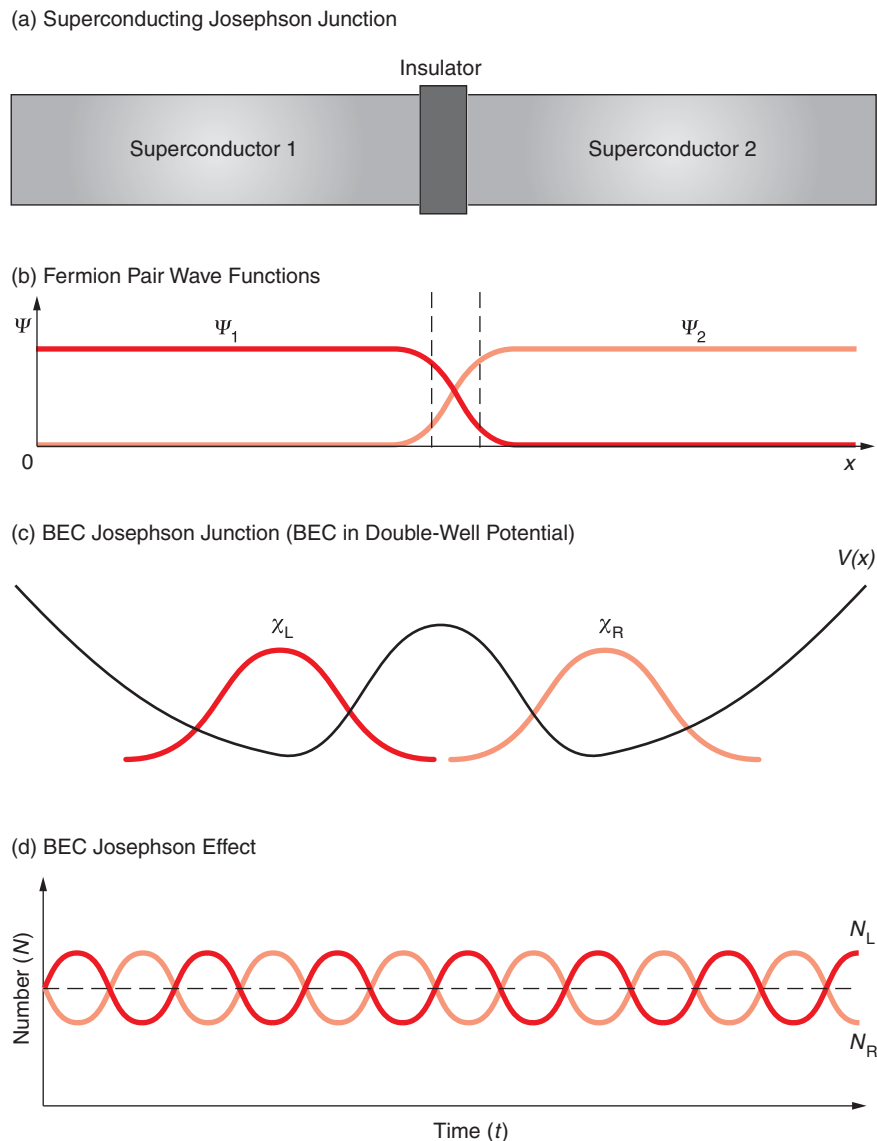 (a) Superconducting Josephson Junction
Insulator
Superconductor 1
Superconductor 2
(b) Fermion Pair Wave Functions
Ψ
Ψ1
Ψ2
0
x
(c) BEC Josephson Junction (BEC in Double-Well Potential)
V(x)
χL
χR
(d) BEC Josephson Effect
Number (N)
NL
NR
Time (t)